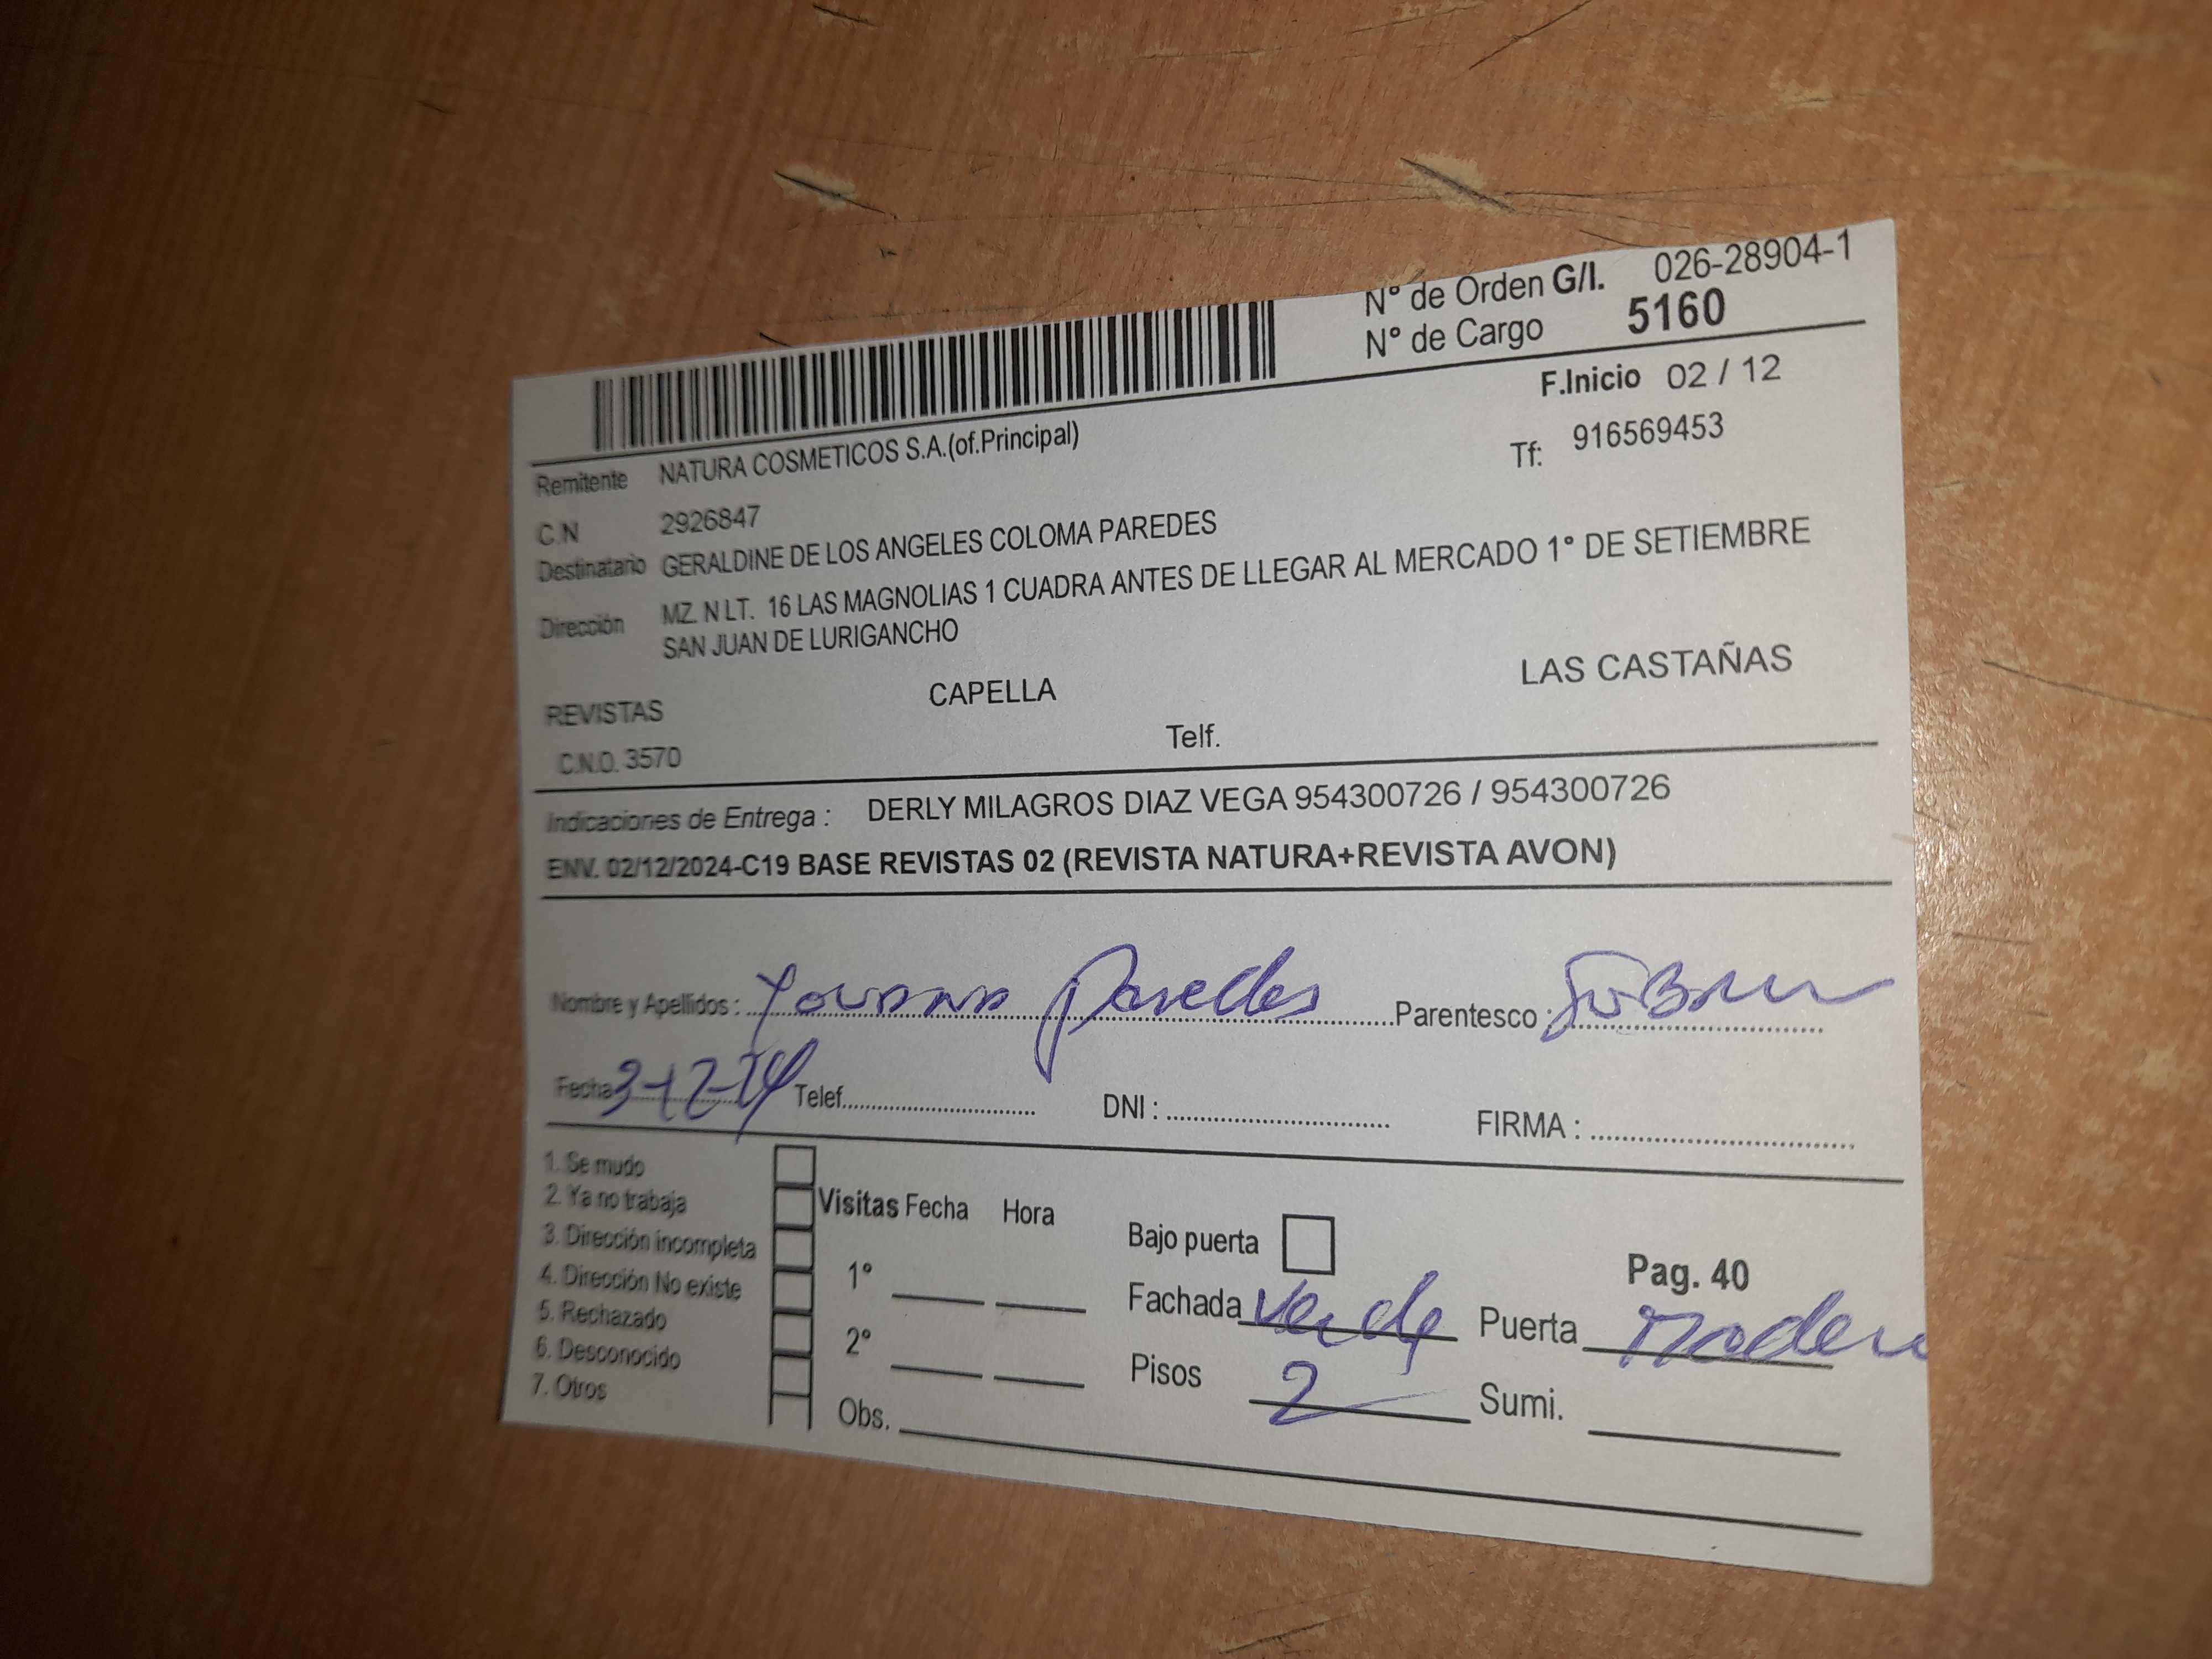 N° de Orden G/I. 026-28904-1
N° de Cargo 5160
F.Inicio 02 / 12
Remitente NATURA COSMETICOS S.A.(of.Principal) Tf: 916569453
C.N 2926847
Destinatario GERALDINE DE LOS ANGELES COLOMA PAREDES
Dirección MZ. N LT. 16 LAS MAGNOLIAS 1 CUADRA ANTES DE LLEGAR AL MERCADO 1° DE SETIEMBRE
SAN JUAN DE LURIGANCHO
REVISTAS CAPELLA LAS CASTAÑAS
C.N.O. 3570 Telf.
Indicaciones de Entrega : DERLY MILAGROS DIAZ VEGA 954300726 / 954300726
ENV. 02/12/2024-C19 BASE REVISTAS 02 (REVISTA NATURA+REVISTA AVON)
Nombre y Apellidos : Yovana Paredes Parentesco :
Fecha 3-12-24 Telef. DNI : FIRMA :
1. Se mudo
2. Ya no trabaja Visitas Fecha Hora
3. Dirección incompleta Bajo puerta Pag. 40
4. Dirección No existe 1° Fachada Verde Puerta
5. Rechazado
6. Desconocido 2° Pisos 2 Sumi.
7. Otros Obs.